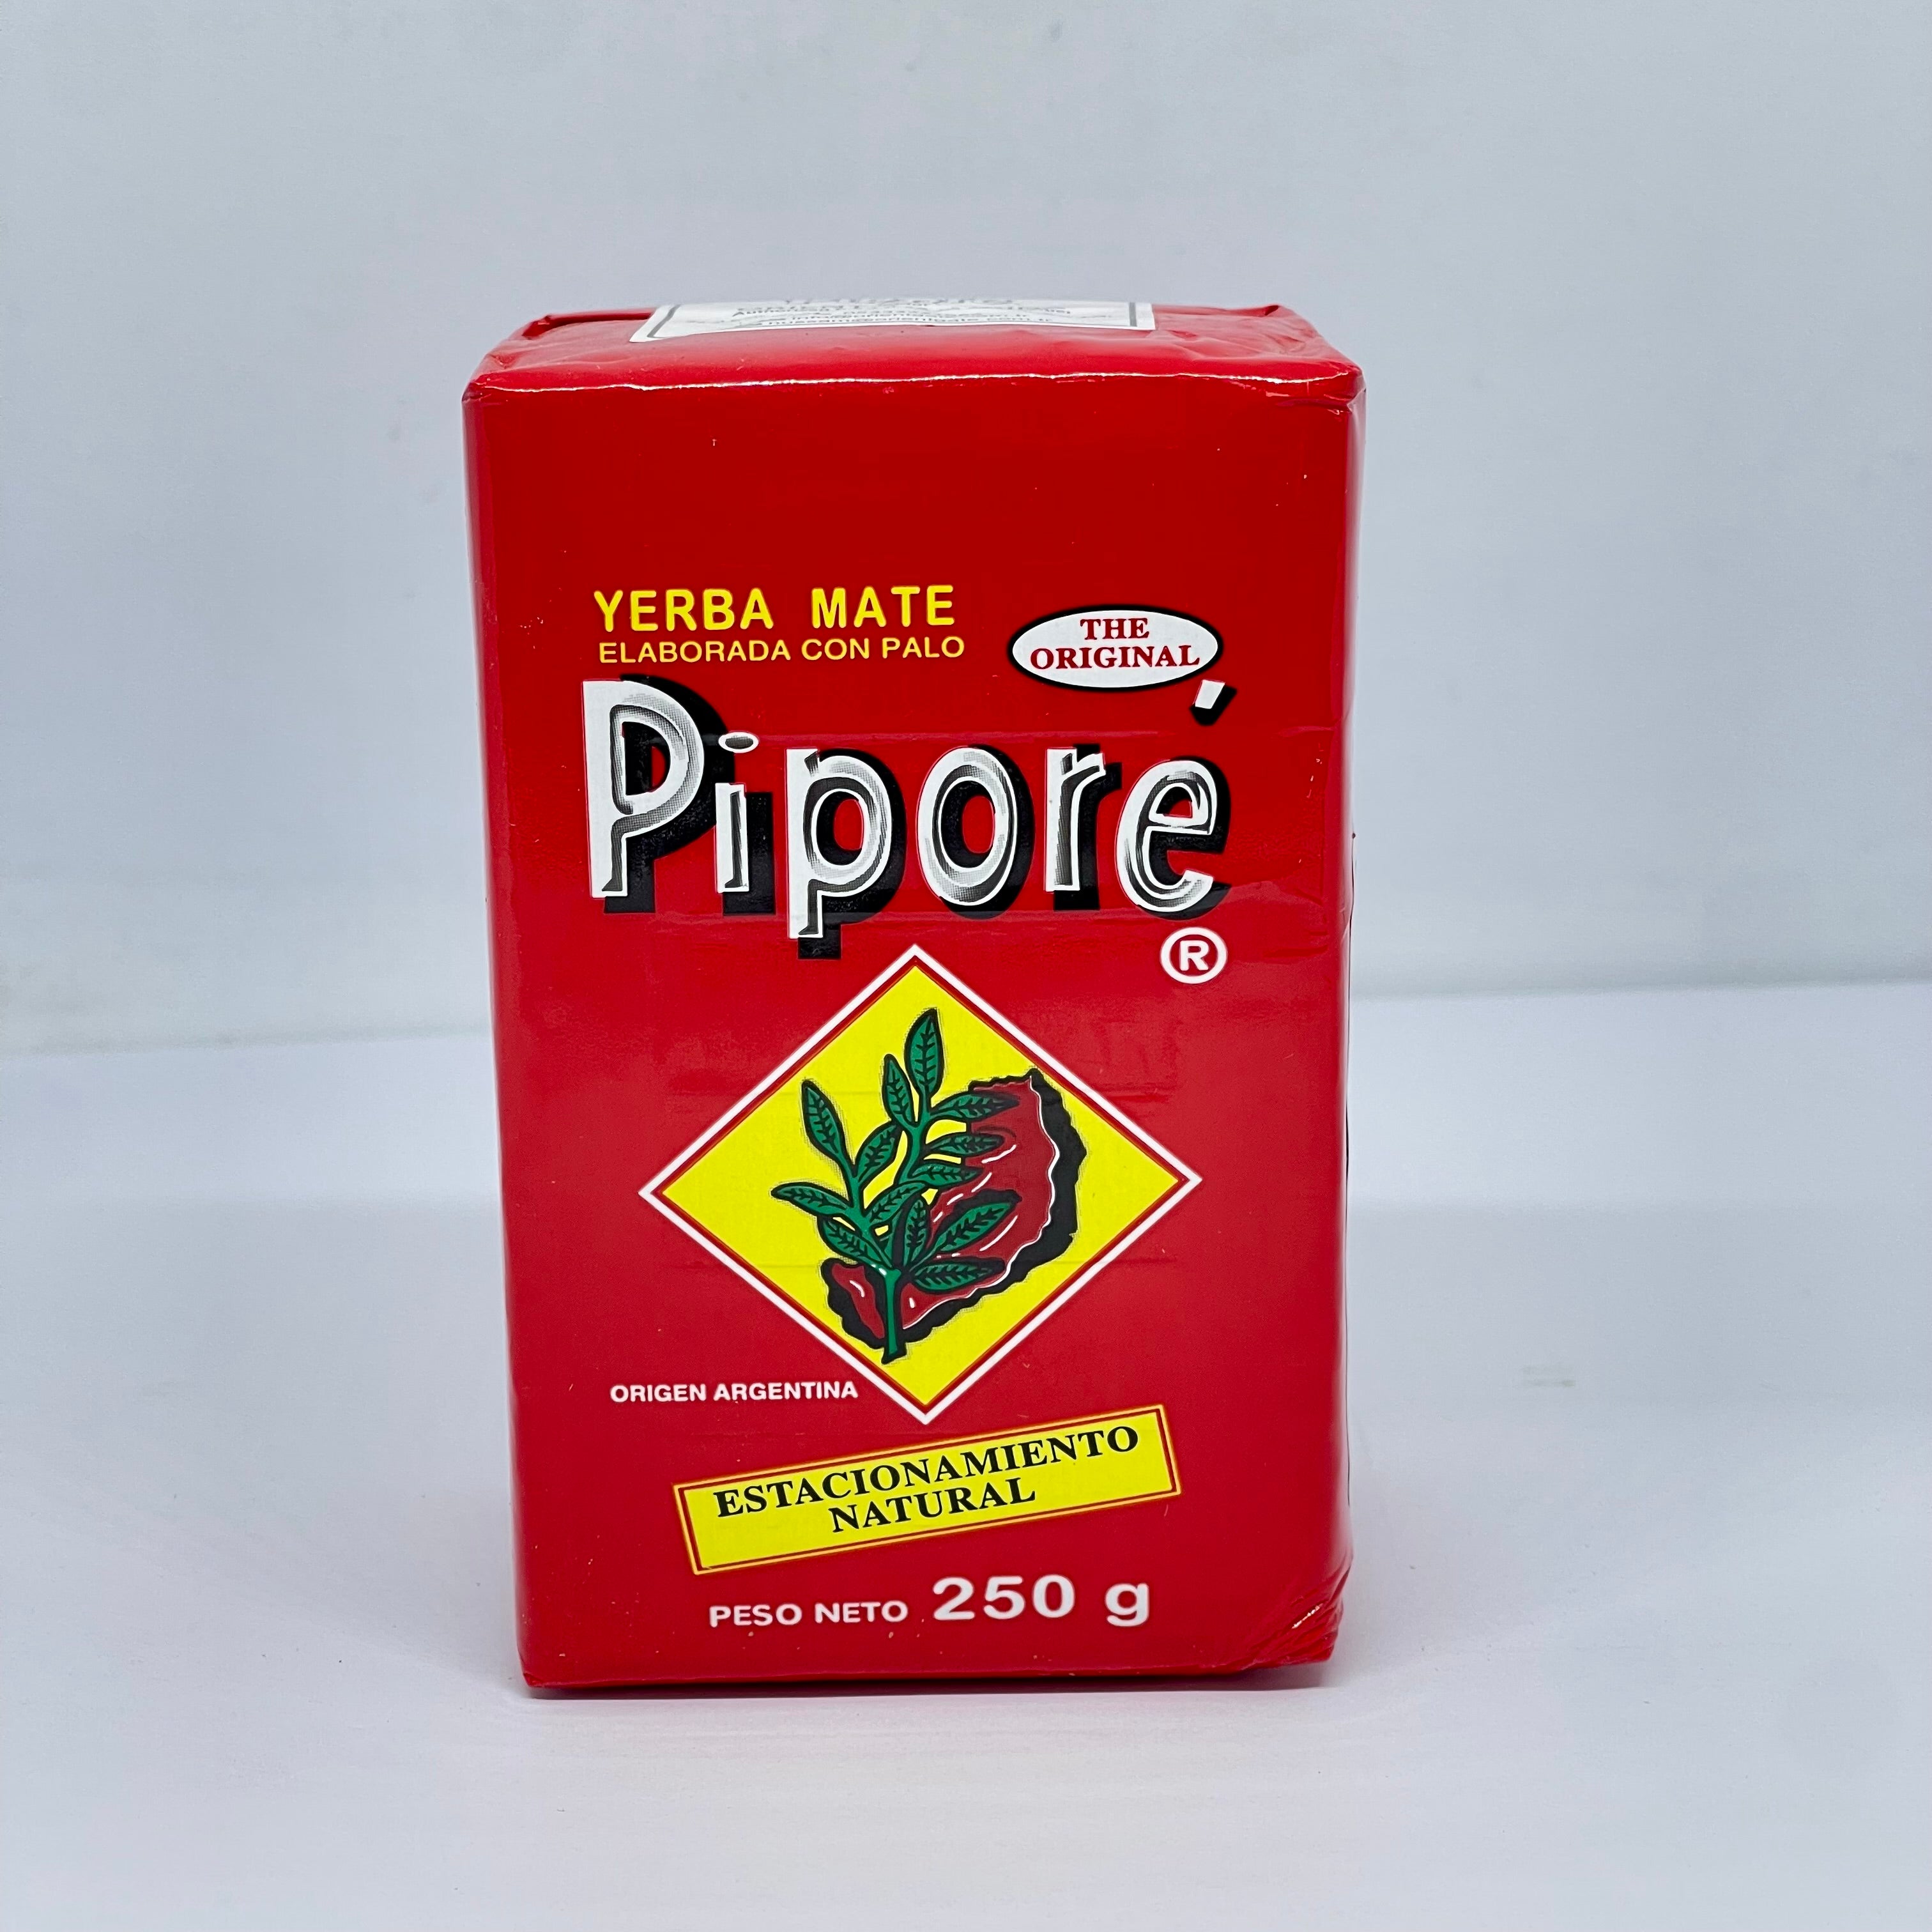 YERBA MATE
ELABORADA CON PALO
THE
ORIGINAL
Piporé
®
ORIGEN ARGENTINA
ESTACIONAMIENTO
NATURAL
PESO NETO 250 g